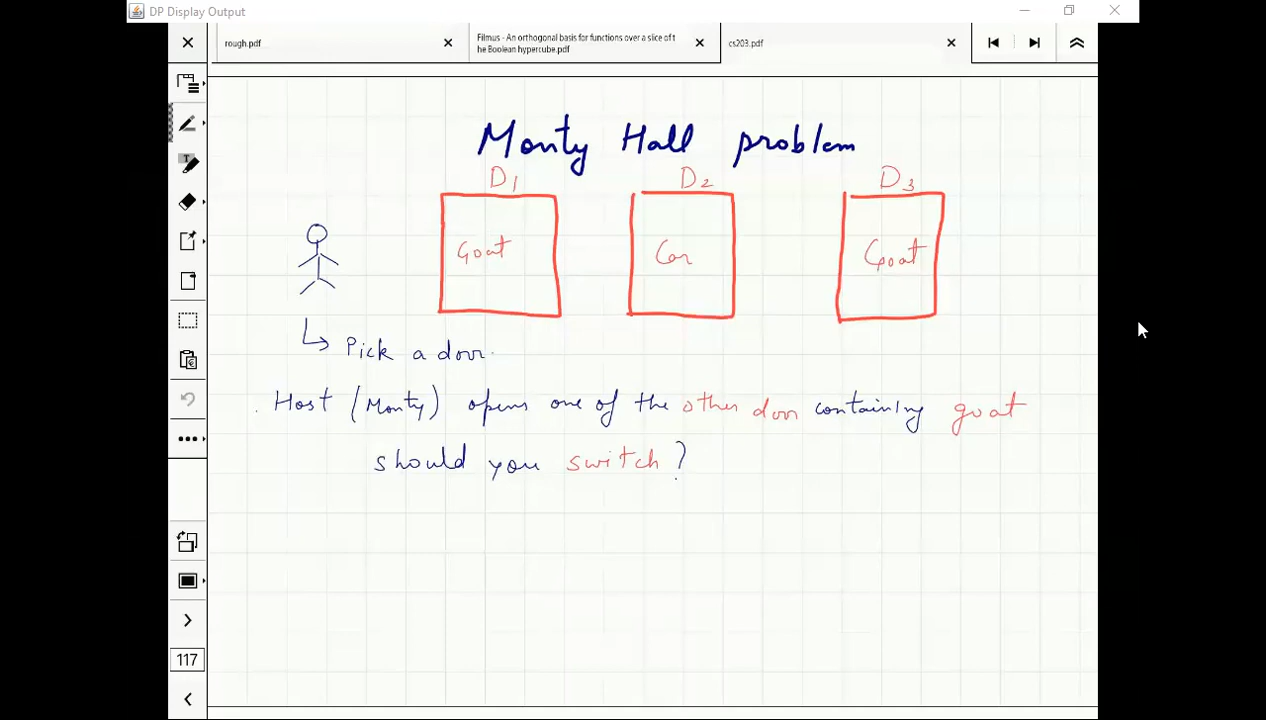 DP Display Output
rough.pdf
Filmus - An orthogonal basis for functions over a slice of t
he Boolean hypercube.pdf
cs203.pdf
Monty Hall problem
D1 D2 D3
Goat Car Goat
Pick a door.
Host (Monty) opens one of the other door containing goat
should you switch?
117